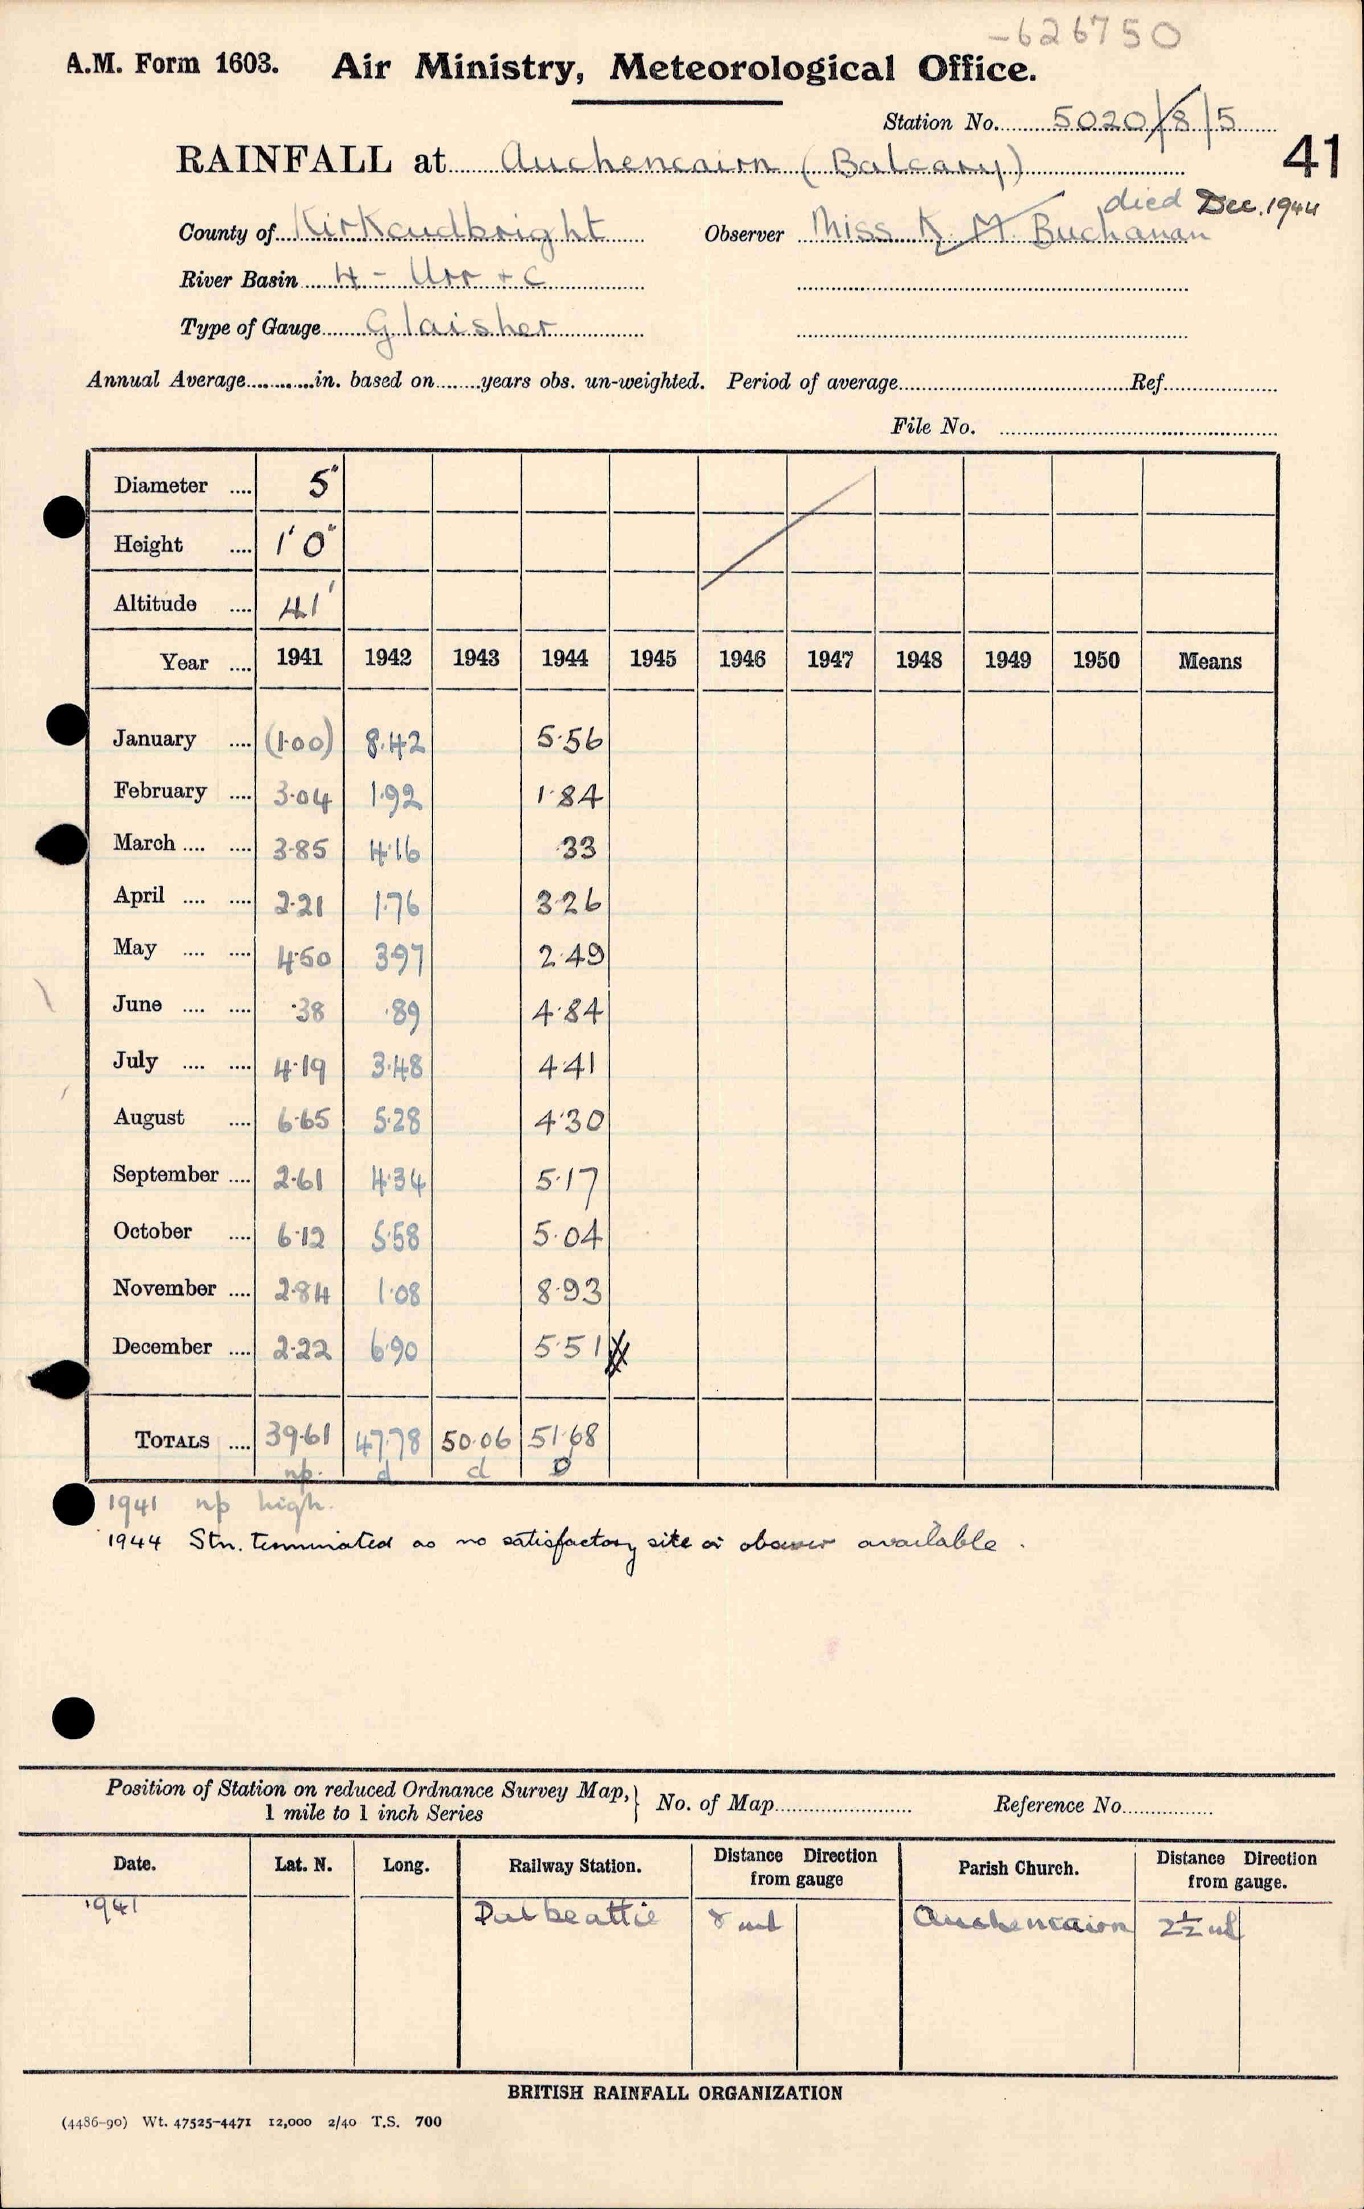 -626750
A.M. Form 1603. Air Ministry, Meteorological Office.
Station No. 5020/8/5
RAINFALL at Auchencairn (Balcary) 41
died Dec. 1944
County of Kirkcudbright Observer Miss K M Buchanan
River Basin 4 - Urr + C
Type of Gauge Glaisher
Annual Average............in. based on........years obs. un-weighted. Period of average........Ref.
File No.
Diameter .... 5"
Height .... 1' 0"
Altitude .... 41'
Year .... 1941 1942 1943 1944 1945 1946 1947 1948 1949 1950 Means
January .... (1·00) 8·42 5·56
February .... 3·04 1·92 1·84
March .... .... 3·85 4·16 ·33
April .... .... 2·21 1·76 3·26
May .... .... 4·50 3·97 2·49
June .... .... ·38 ·89 4·84
July .... .... 4·19 3·48 4·41
August .... 6·65 5·28 4·30
September .... 2·61 4·34 5·17
October .... 6·12 5·58 5·04
November .... 2·84 1·08 8·93
December .... 2·22 6·90 5·51
TOTALS .... 39·61 47·78 50·06 51·68
np. d d D
1941 np high.
1944 Stn. terminated as no satisfactory site or observer available.
Position of Station on reduced Ordnance Survey Map, } No. of Map Reference No.
1 mile to 1 inch Series
Date. Lat. N. Long. Railway Station. Distance Direction from gauge Parish Church. Distance Direction from gauge.
1941 Dalbeattie 8 ml Auchencairn 2½ ml
BRITISH RAINFALL ORGANIZATION
(4486-90) Wt. 47525-4471 12,000 2/40 T.S. 700